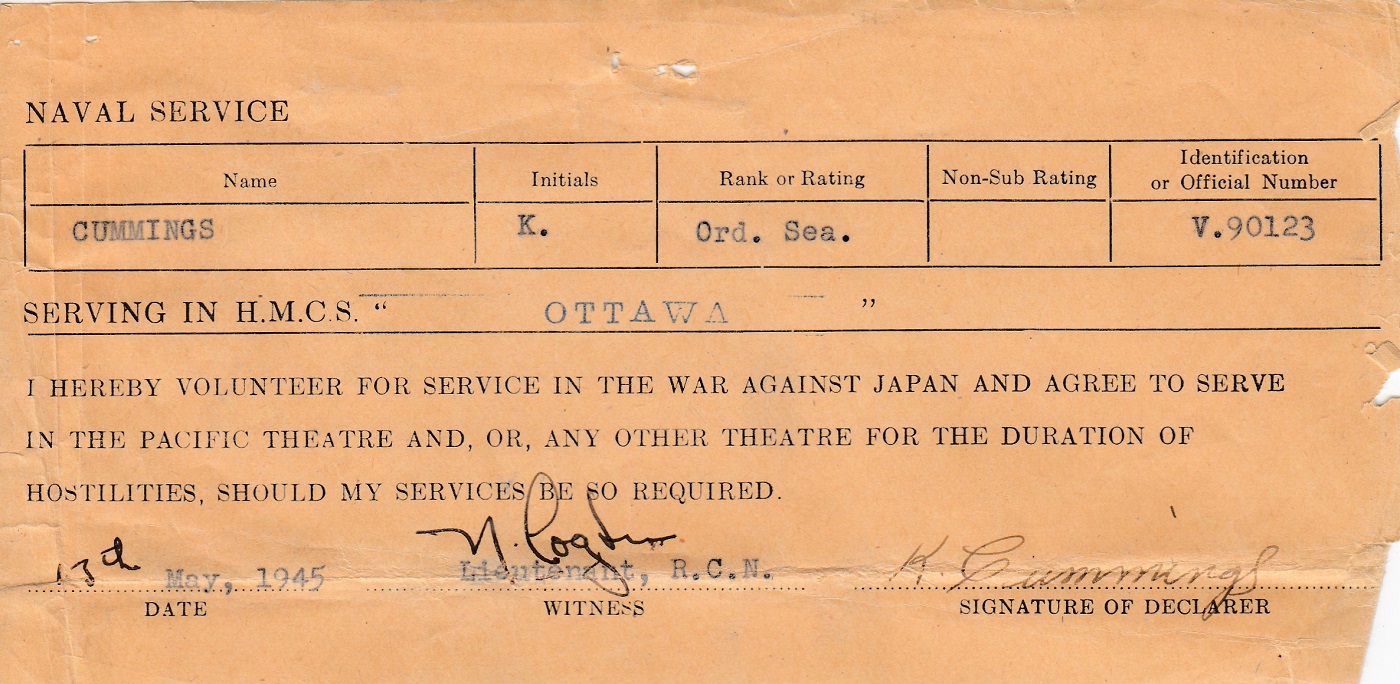 NAVAL SERVICE
Name Initials Rank or Rating Non-Sub Rating Identification or Official Number
CUMMINGS K. Ord. Sea. V.90123
SERVING IN H.M.C.S. “ OTTAWA ”
I HEREBY VOLUNTEER FOR SERVICE IN THE WAR AGAINST JAPAN AND AGREE TO SERVE
IN THE PACIFIC THEATRE AND, OR, ANY OTHER THEATRE FOR THE DURATION OF
HOSTILITIES, SHOULD MY SERVICES BE SO REQUIRED.
13th May, 1945 Lieutenant, R.C.N. K. Cummings
DATE WITNESS SIGNATURE OF DECLARER